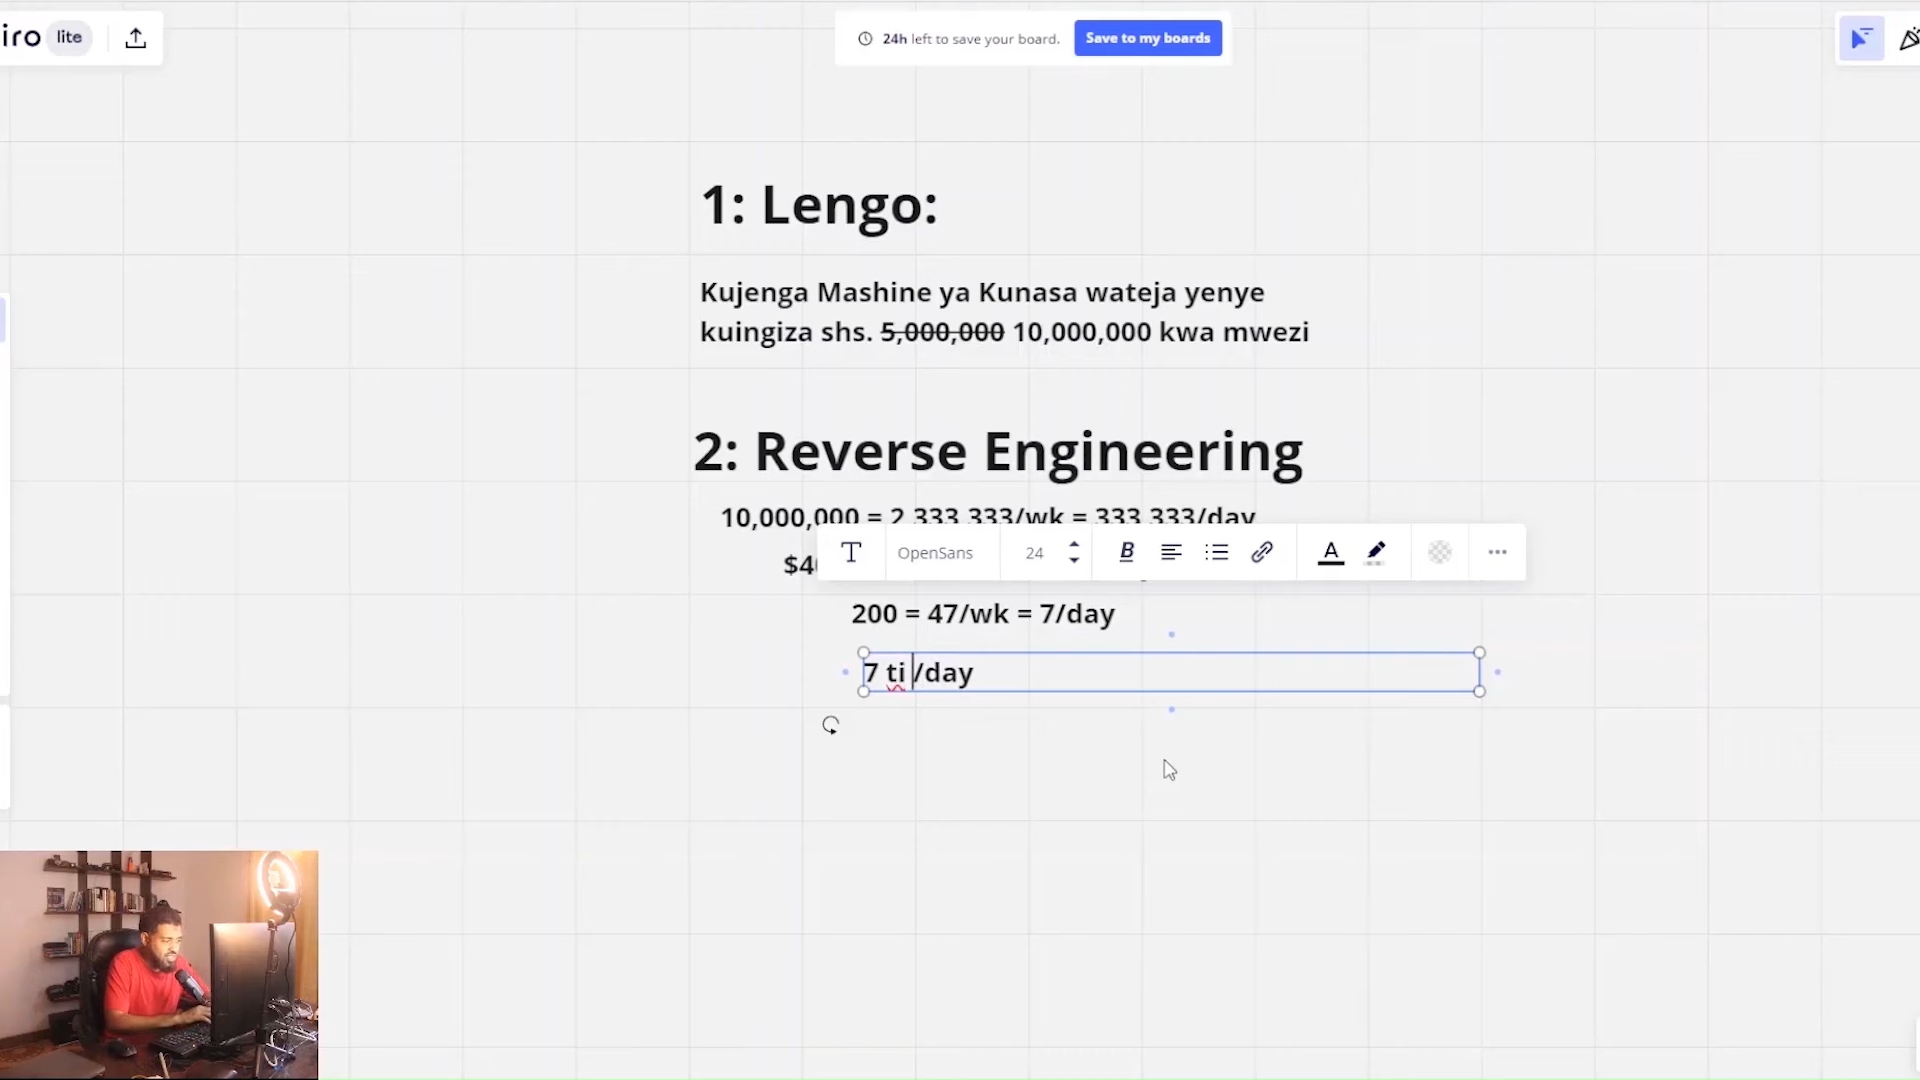 iro lite
24h left to save your board. Save to my boards
1: Lengo:
Kujenga Mashine ya Kunasa wateja yenye
kuingiza shs. 5,000,000 10,000,000 kwa mwezi
2: Reverse Engineering
10,000,000 = 2,333,333/wk = 333,333/day
OpenSans 24 B A
200 = 47/wk = 7/day
7 ti /day